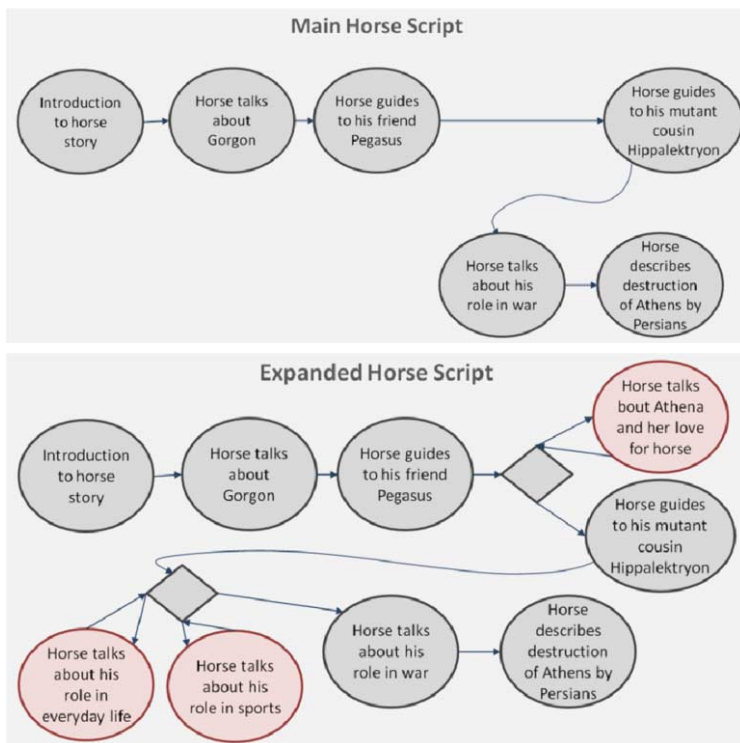 Main Horse Script
Introduction
to horse
story
Horse talks
about
Gorgon
Horse guides
to his friend
Pegasus
Horse guides
to his mutant
cousin
Hippalektryon
Horse talks
about his
role in war
Horse
describes
destruction
of Athens by
Persians
Expanded Horse Script
Introduction
to horse
story
Horse talks
about
Gorgon
Horse guides
to his friend
Pegasus
Horse talks
bout Athena
and her love
for horse
Horse guides
to his mutant
cousin
Hippalektryon
Horse talks
about his
role in
everyday life
Horse talks
about his
role in sports
Horse talks
about his
role in war
Horse
describes
destruction
of Athens by
Persians